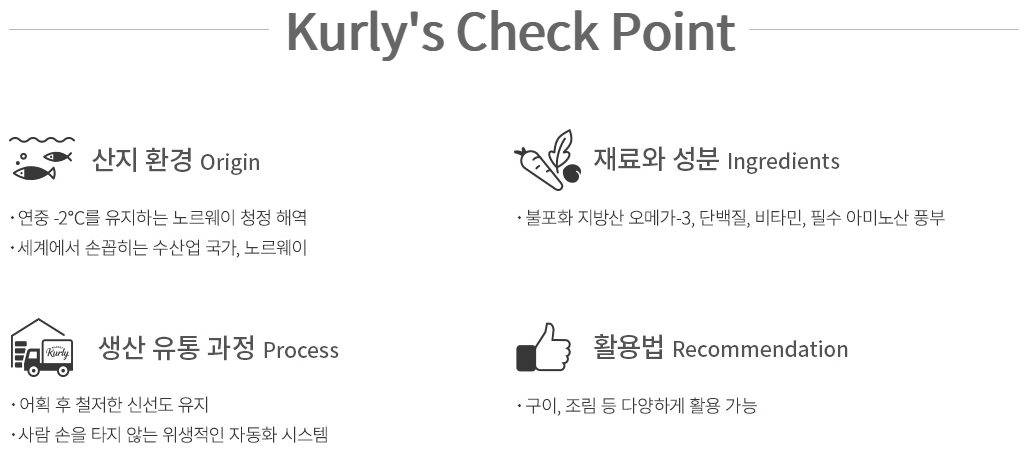 Kurly's Check Point
산지 환경 Origin
· 연중 -2°C를 유지하는 노르웨이 청정 해역
· 세계에서 손꼽히는 수산업 국가, 노르웨이
재료와 성분 Ingredients
· 불포화 지방산 오메가-3, 단백질, 비타민, 필수 아미노산 풍부
Kurly
생산 유통 과정 Process
· 어획 후 철저한 신선도 유지
· 사람 손을 타지 않는 위생적인 자동화 시스템
활용법 Recommendation
· 구이, 조림 등 다양하게 활용 가능